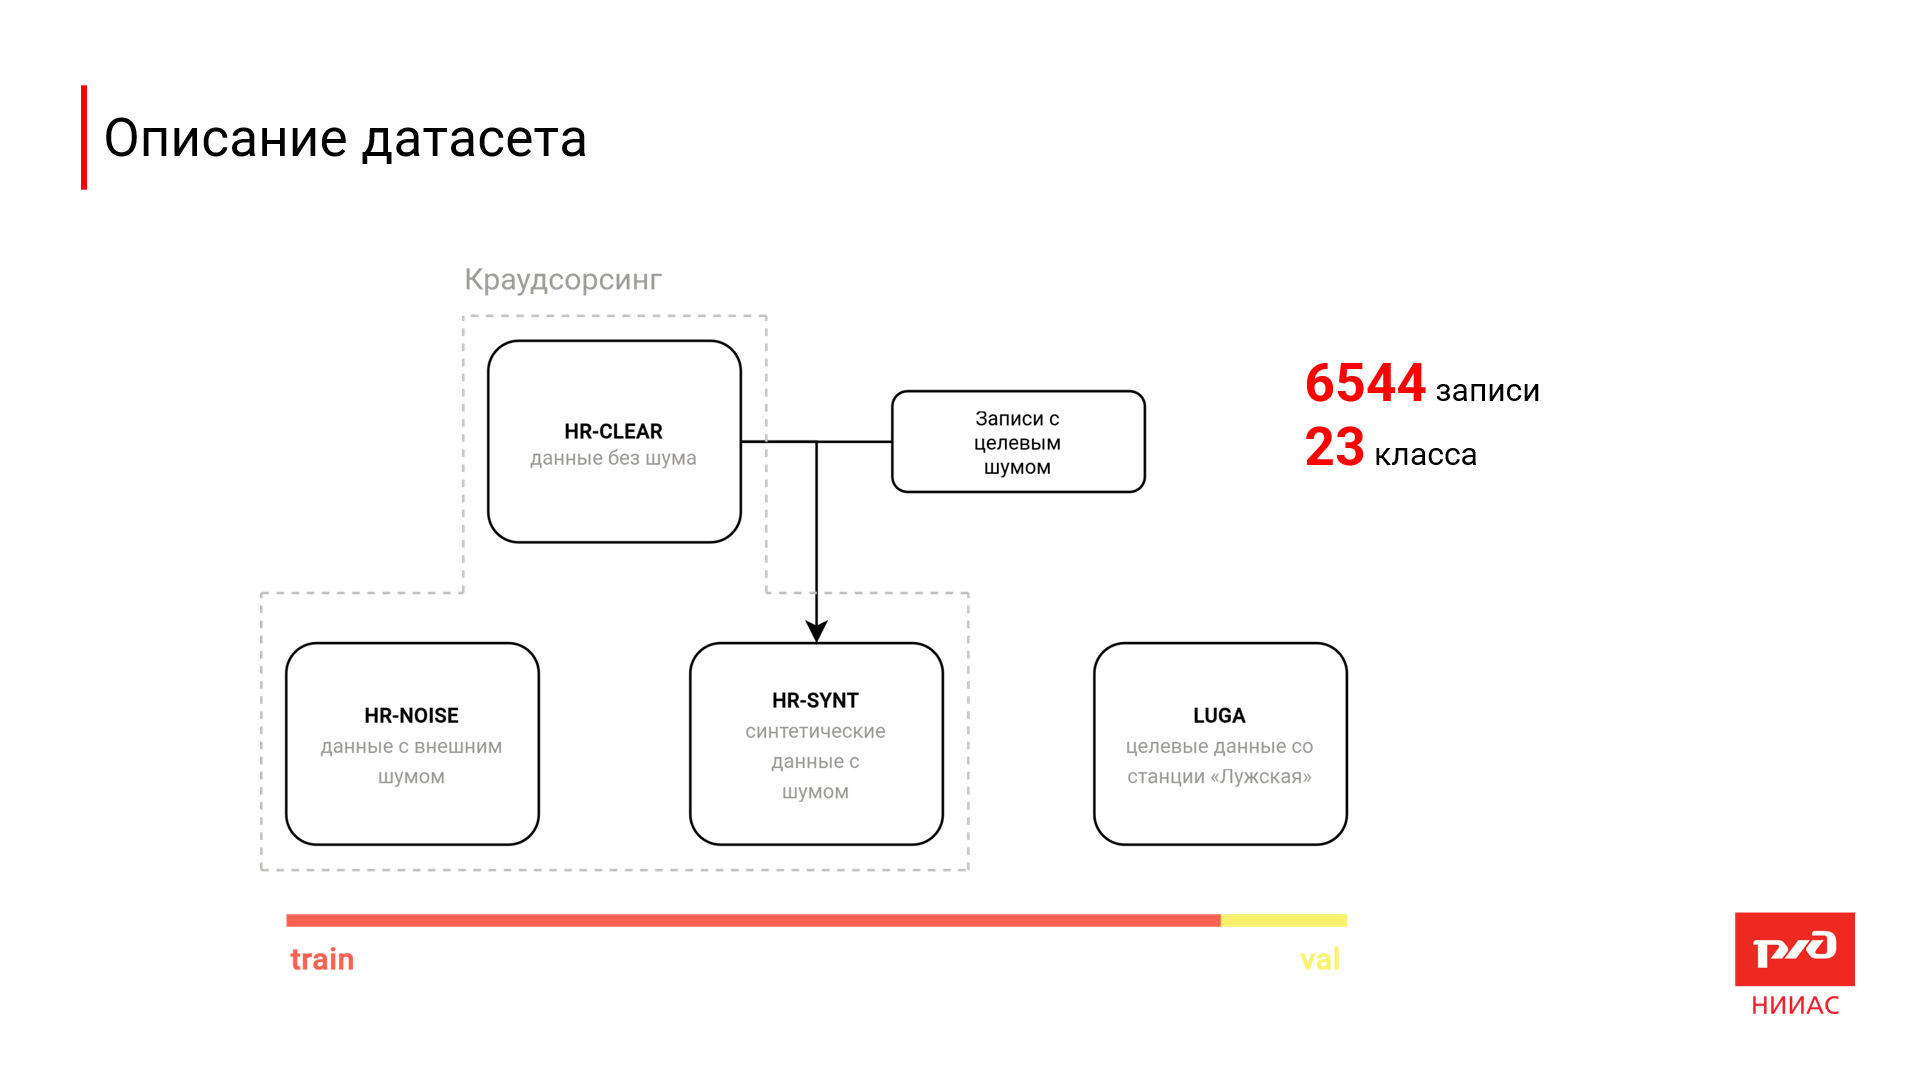 Описание датасета
Краудсорсинг
HR-CLEAR
данные без шума
Записи с
целевым
шумом
6544 записи
23 класса
HR-NOISE
данные с внешним
шумом
HR-SYNT
синтетические
данные с
шумом
LUGA
целевые данные со
станции «Лужская»
train
val
ржд
НИИАС